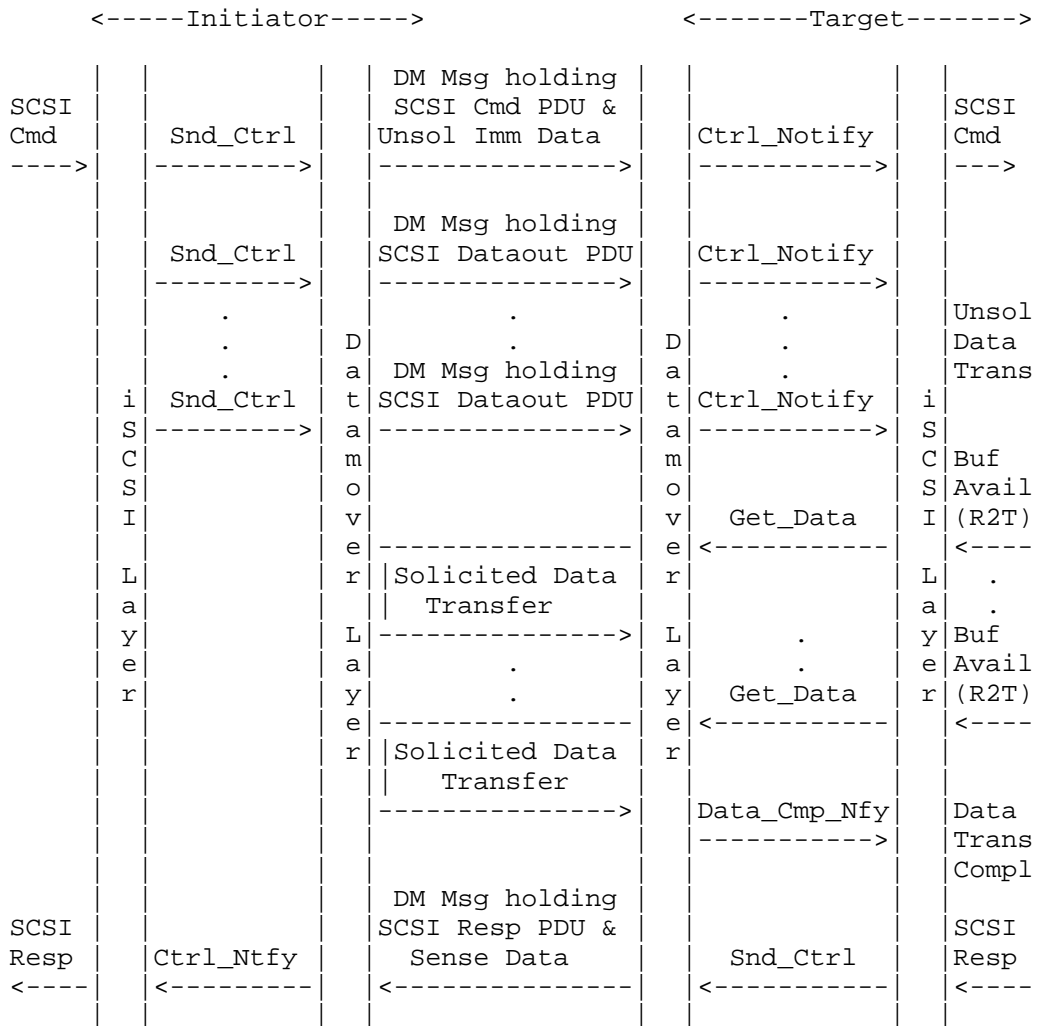 <-----Initiator----->                 <-------Target------->
     |  |           |  | DM Msg holding |  |            |  |
SCSI |  |           |  | SCSI Cmd PDU & |  |            |  |SCSI
Cmd  |  | Snd_Ctrl  |  |Unsol Imm Data  |  |Ctrl_Notify |  |Cmd
---->|  |---------->|  |--------------->|  |----------->|  |--->
     |  |           |  |                |  |            |  |
     |  |           |  | DM Msg holding |  |            |  |
     |  | Snd_Ctrl  |  |SCSI Dataout PDU|  |Ctrl_Notify |  |
     |  |---------->|  |--------------->|  |----------->|  |
     |  |     .     |  |       .        |  |     .      |  |Unsol
     |  |     .     | D|       .        | D|     .      |  |Data
     |  |     .     | a| DM Msg holding | a|     .      |  |Trans
     | i| Snd_Ctrl  | t|SCSI Dataout PDU| t|Ctrl_Notify | i|
     | S|---------->| a|--------------->| a|----------->| S|
     | C|           | m|                | m|            | C|Buf
     | S|           | o|                | o|            | S|Avail
     | I|           | v|                | v|  Get_Data  | I|(R2T)
     |  |           | e|----------------| e|<-----------|  |<----
     | L|           | r||Solicited Data | r|            | L|  .
     | a|           |  ||  Transfer     |  |            | a|  .
     | y|           | L|--------------->| L|     .      | y|Buf
     | e|           | a|       .        | a|     .      | e|Avail
     | r|           | y|       .        | y|  Get_Data  | r|(R2T)
     |  |           | e|----------------| e|<-----------|  |<----
     |  |           | r||Solicited Data | r|            |  |
     |  |           |  ||   Transfer    |  |            |  |
     |  |           |  |--------------->|  |Data_Cmp_Nfy|  |Data
     |  |           |  |                |  |----------->|  |Trans
     |  |           |  |                |  |            |  |Compl
     |  |           |  | DM Msg holding |  |            |  |
SCSI |  |           |  |SCSI Resp PDU & |  |            |  |SCSI
Resp |  |Ctrl_Ntfy  |  |  Sense Data    |  |  Snd_Ctrl  |  |Resp
<----|  |<----------|  |<---------------|  |<-----------|  |<----
     |  |           |  |                |  |            |  |